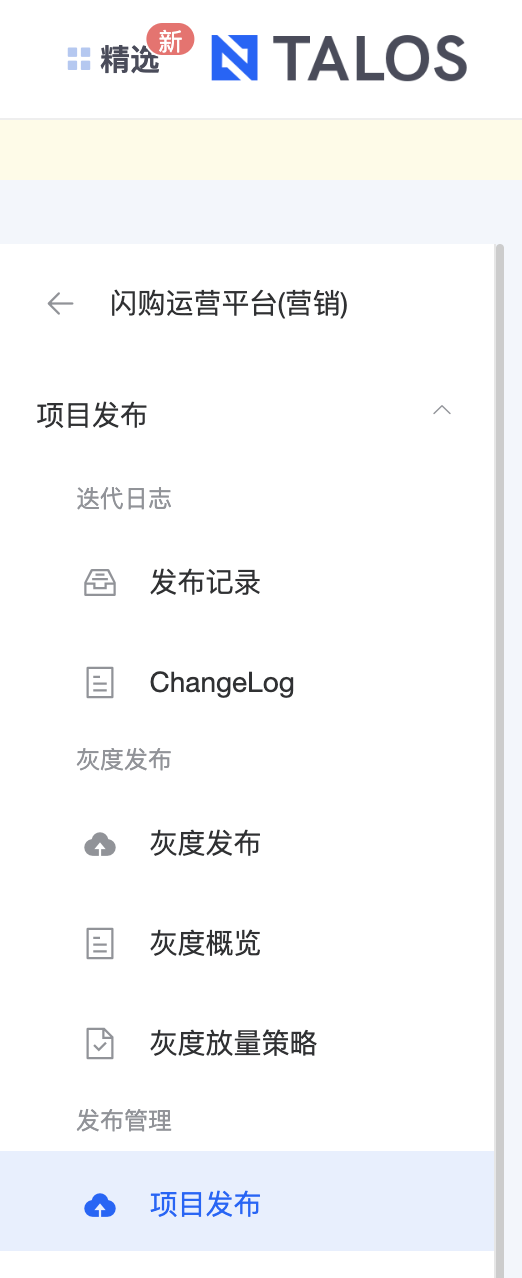 新
精选
TALOS
闪购运营平台(营销)
项目发布
迭代日志
发布记录
ChangeLog
灰度发布
灰度发布
灰度概览
灰度放量策略
发布管理
项目发布